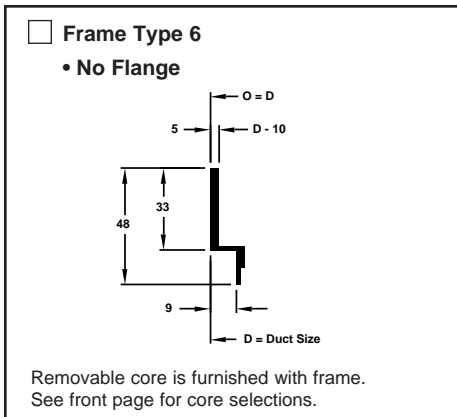 Frame Type 6
• No Flange
O = D
5
D - 10
33
48
9
D = Duct Size
Removable core is furnished with frame.
See front page for core selections.